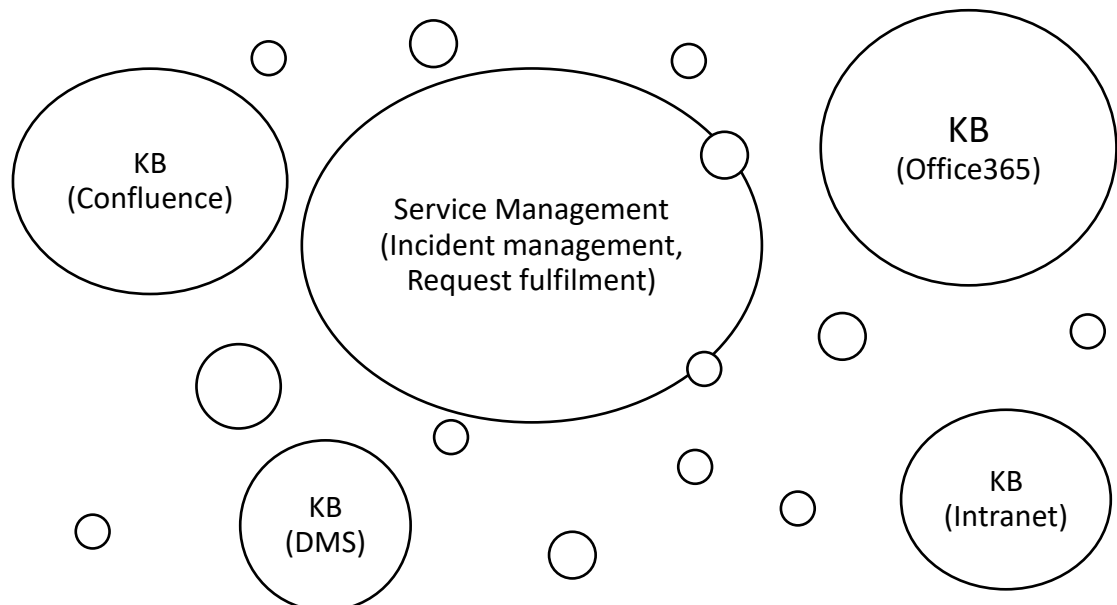 KB
(Confluence)
Service Management
(Incident management,
Request fulfilment)
KB
(Office365)
KB
(DMS)
KB
(Intranet)